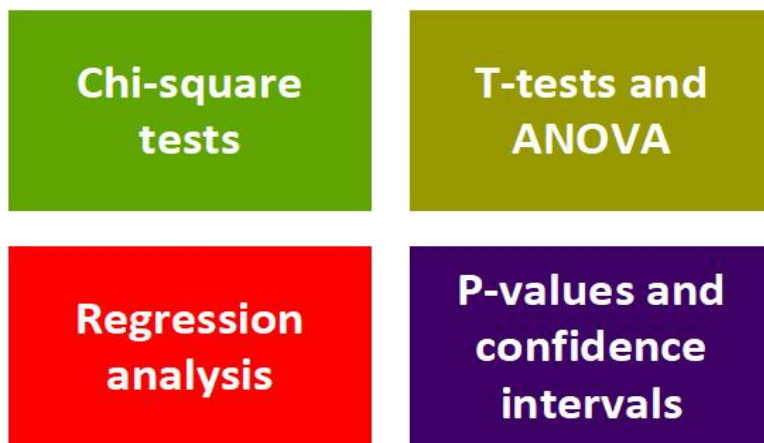 Chi-square
tests
T-tests and
ANOVA
Regression
analysis
P-values and
confidence
intervals